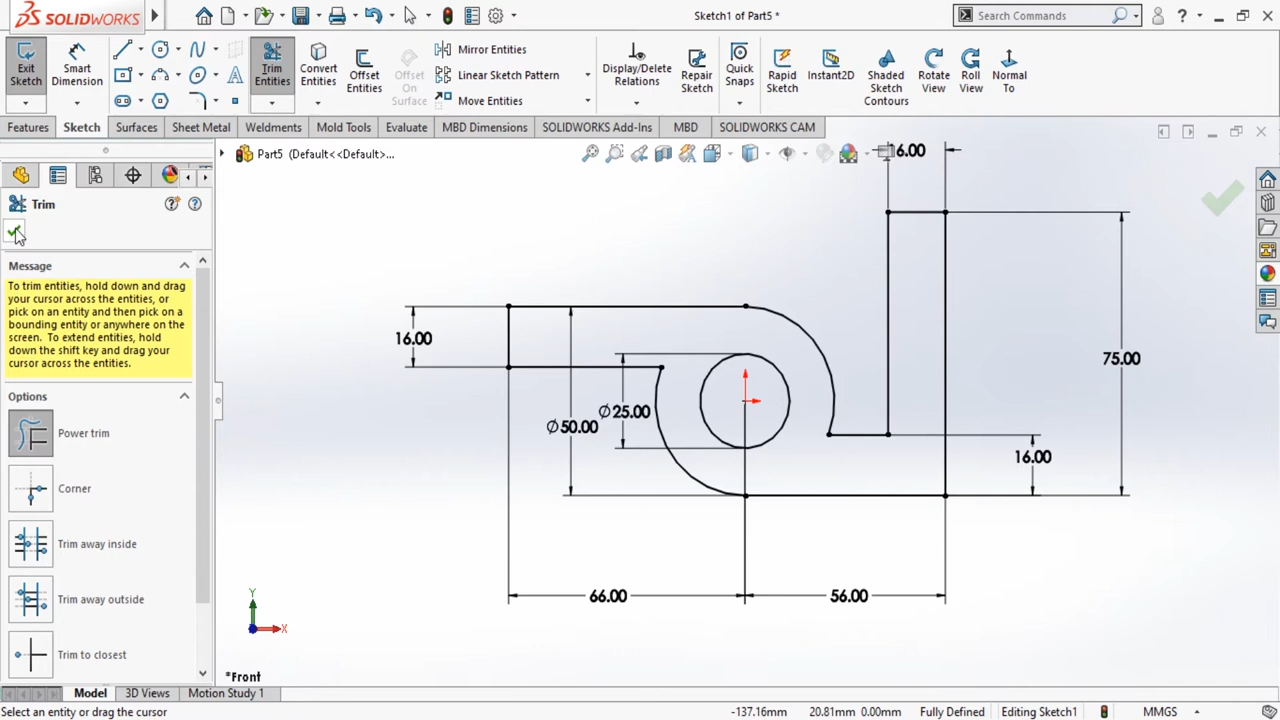 SOLIDWORKS
Sketch1 of Part5 *
Search Commands
Exit Sketch
Smart Dimension
Trim Entities
Convert Entities
Offset Entities
Offset On Surface
Mirror Entities
Linear Sketch Pattern
Move Entities
Display/Delete Relations
Repair Sketch
Quick Snaps
Rapid Sketch
Instant2D
Shaded Sketch Contours
Rotate View
Roll View
Normal To
Features
Sketch
Surfaces
Sheet Metal
Weldments
Mold Tools
Evaluate
MBD Dimensions
SOLIDWORKS Add-Ins
MBD
SOLIDWORKS CAM
Part5 (Default<<Default>...
Trim
Message
To trim entities, hold down and drag
your cursor across the entities, or
pick on an entity and then pick on a
bounding entity or anywhere on the
screen. To extend entities, hold
down the shift key and drag your
cursor across the entities.
Options
Power trim
Corner
Trim away inside
Trim away outside
Trim to closest
6.00
16.00
Ø25.00
Ø50.00
75.00
16.00
66.00
56.00
Y
X
*Front
Model
3D Views
Motion Study 1
Select an entity or drag the cursor
-137.16mm
20.81mm 0.00mm
Fully Defined
Editing Sketch1
MMGS